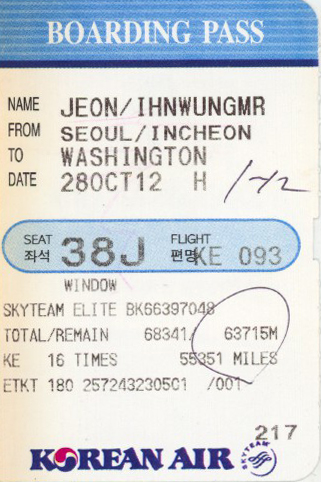 BOARDING PASS
NAME JEON/IHNWUNGMR
FROM SEOUL/INCHEON
TO WASHINGTON
DATE 28OCT12 H
SEAT 좌석 38J FLIGHT 편명 KE 093
WINDOW
SKYTEAM ELITE BK66397048
TOTAL/REMAIN 68341/ 63715M
KE 16 TIMES 55351 MILES
ETKT 180 2572432305C1 /001
217
KOREAN AIR SKYTEAM